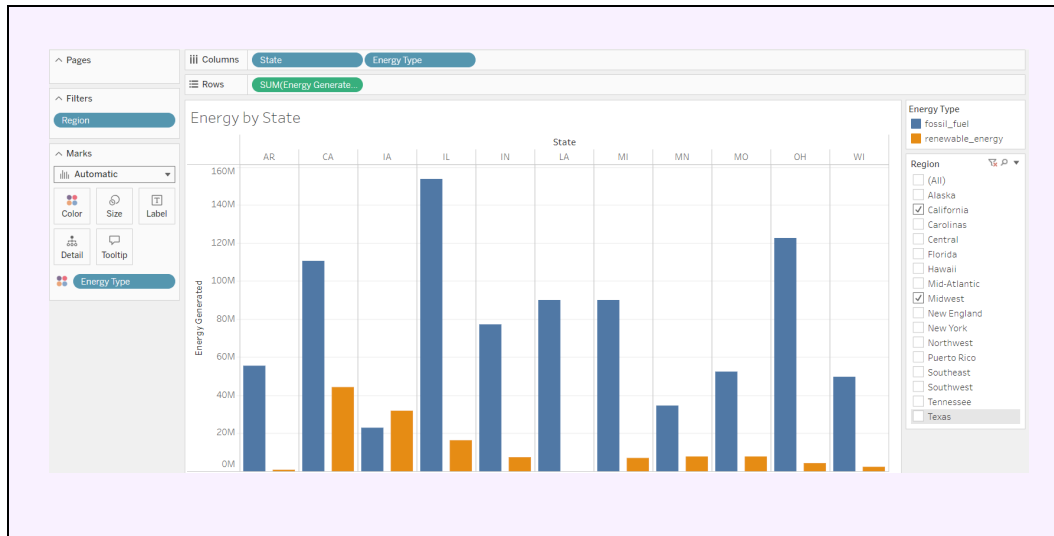 Pages
Filters
Region
Marks
Automatic
Color
Size
Label
Detail
Tooltip
Energy Type
Columns
State
Energy Type
Rows
SUM(Energy Generate..
Energy by State
State
AR CA IA IL IN LA MI MN MO OH WI
Energy Generated
160M
140M
120M
100M
80M
60M
40M
20M
0M
Energy Type
fossil_fuel
renewable_energy
Region
(All)
Alaska
California
Carolinas
Central
Florida
Hawaii
Mid-Atlantic
Midwest
New England
New York
Northwest
Puerto Rico
Southeast
Southwest
Tennessee
Texas